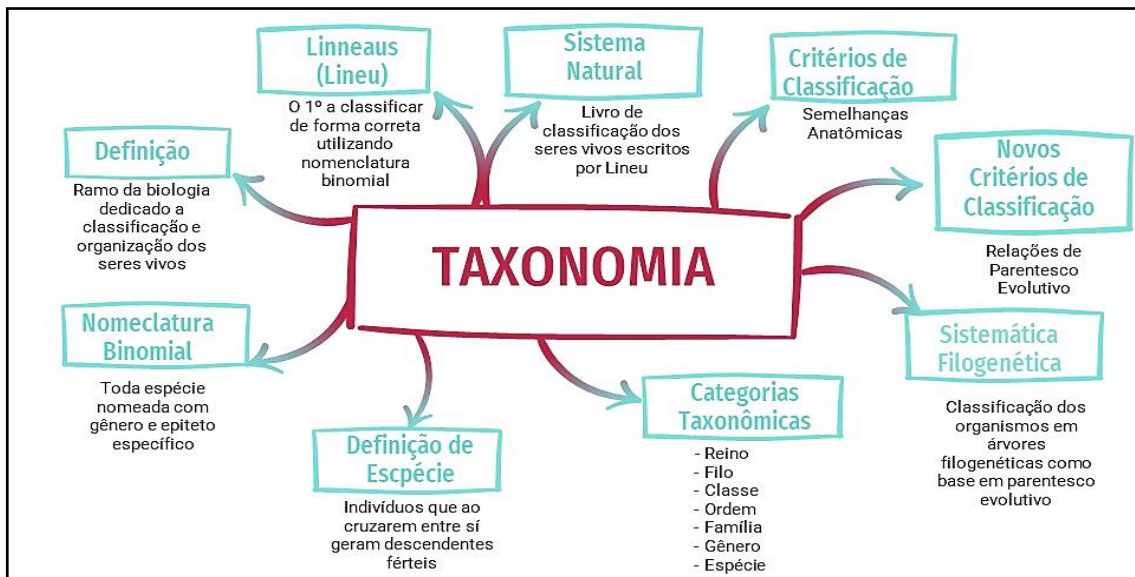 Linneaus
(Lineu)
O 1º a classificar
de forma correta
utilizando
nomenclatura
binomial
Sistema
Natural
Livro de
classificação dos
seres vivos escritos
por Lineu
Critérios de
Classificação
Semelhanças
Anatômicas
Definição
Ramo da biologia
dedicado a
classificação e
organização dos
seres vivos
Novos
Critérios de
Classificação
Relações de
Parentesco
Evolutivo
TAXONOMIA
Nomeclatura
Binomial
Toda espécie
nomeada com
gênero e epiteto
específico
Sistemática
Filogenética
Classificação dos
organismos em
árvores
filogenéticas como
base em parentesco
evolutivo
Definição de
Escpécie
Indivíduos que ao
cruzarem entre sí
geram descendentes
férteis
Categorias
Taxonômicas
- Reino
- Filo
- Classe
- Ordem
- Família
- Gênero
- Espécie